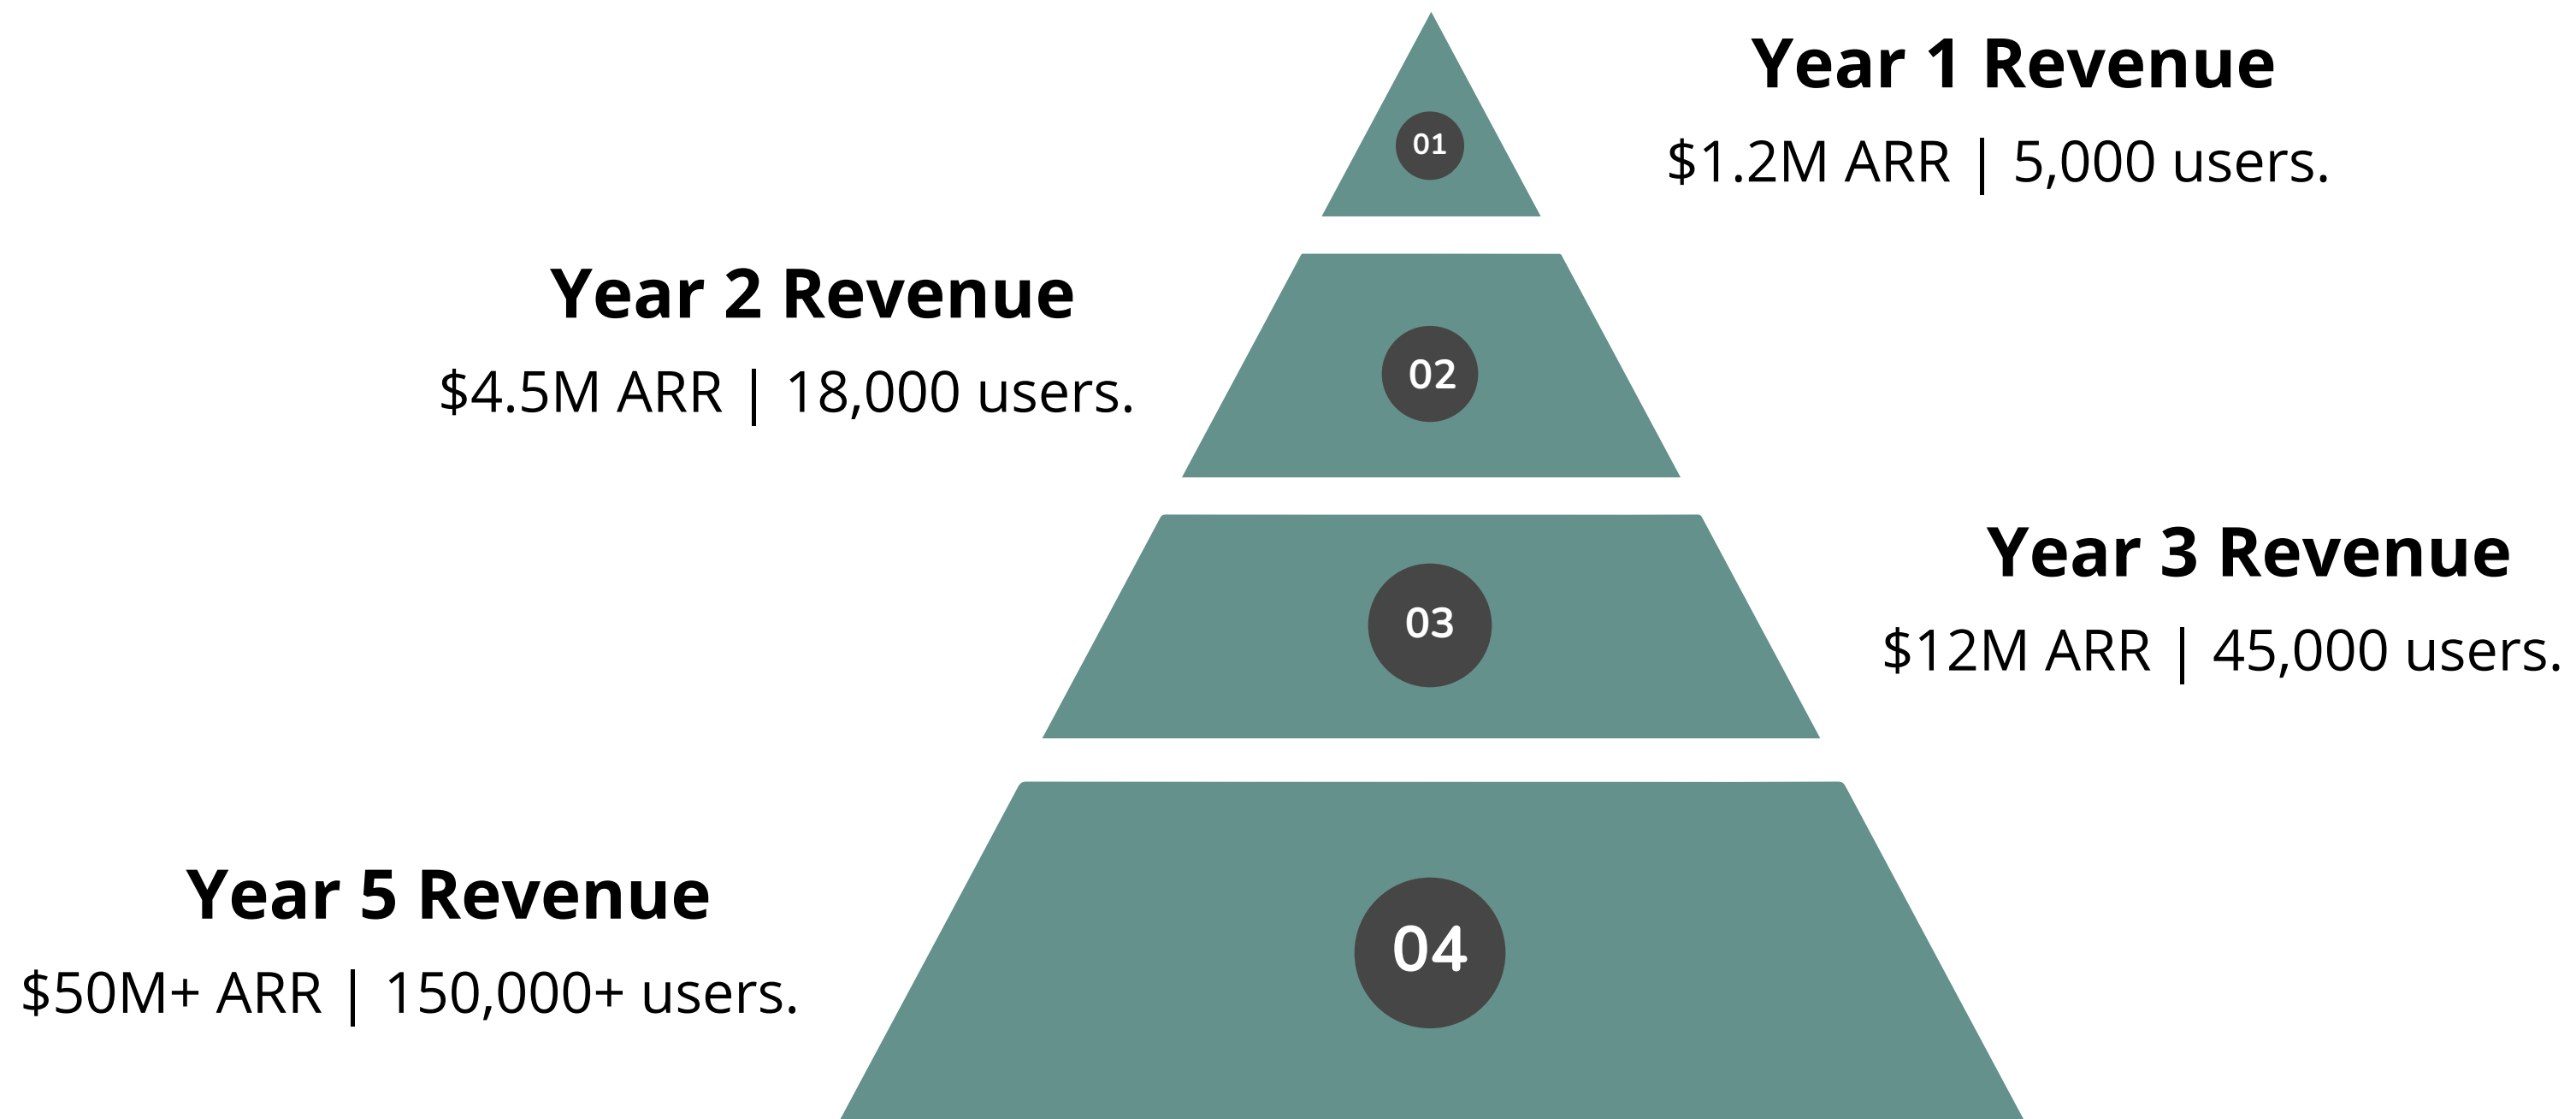 Year 1 Revenue
$1.2M ARR | 5,000 users.
01
Year 2 Revenue
$4.5M ARR | 18,000 users.
02
Year 3 Revenue
$12M ARR | 45,000 users.
03
Year 5 Revenue
$50M+ ARR | 150,000+ users.
04